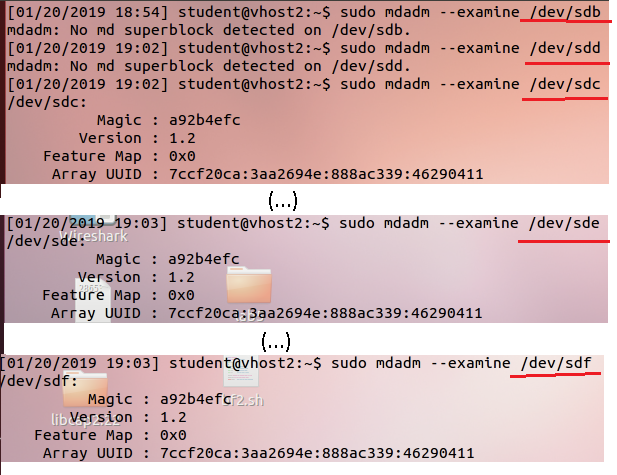 [01/20/2019 18:54] student@vhost2:~$ sudo mdadm --examine /dev/sdb
mdadm: No md superblock detected on /dev/sdb.
[01/20/2019 19:02] student@vhost2:~$ sudo mdadm --examine /dev/sdd
mdadm: No md superblock detected on /dev/sdd.
[01/20/2019 19:02] student@vhost2:~$ sudo mdadm --examine /dev/sdc
/dev/sdc:
Magic : a92b4efc
Version : 1.2
Feature Map : 0x0
Array UUID : 7ccf20ca:3aa2694e:888ac339:46290411
(...)
[01/20/2019 19:03] student@vhost2:~$ sudo mdadm --examine /dev/sde
Wireshark
/dev/sde:
Magic : a92b4efc
Version : 1.2
Feature Map : 0x0
Array UUID : 7ccf20ca:3aa2694e:888ac339:46290411
(...)
[01/20/2019 19:03] student@vhost2:~$ sudo mdadm --examine /dev/sdf
/dev/sdf:
Magic : a92b4efc
Version : 1.2
Feature Map : 0x0
Array UUID : 7ccf20ca:3aa2694e:888ac339:46290411